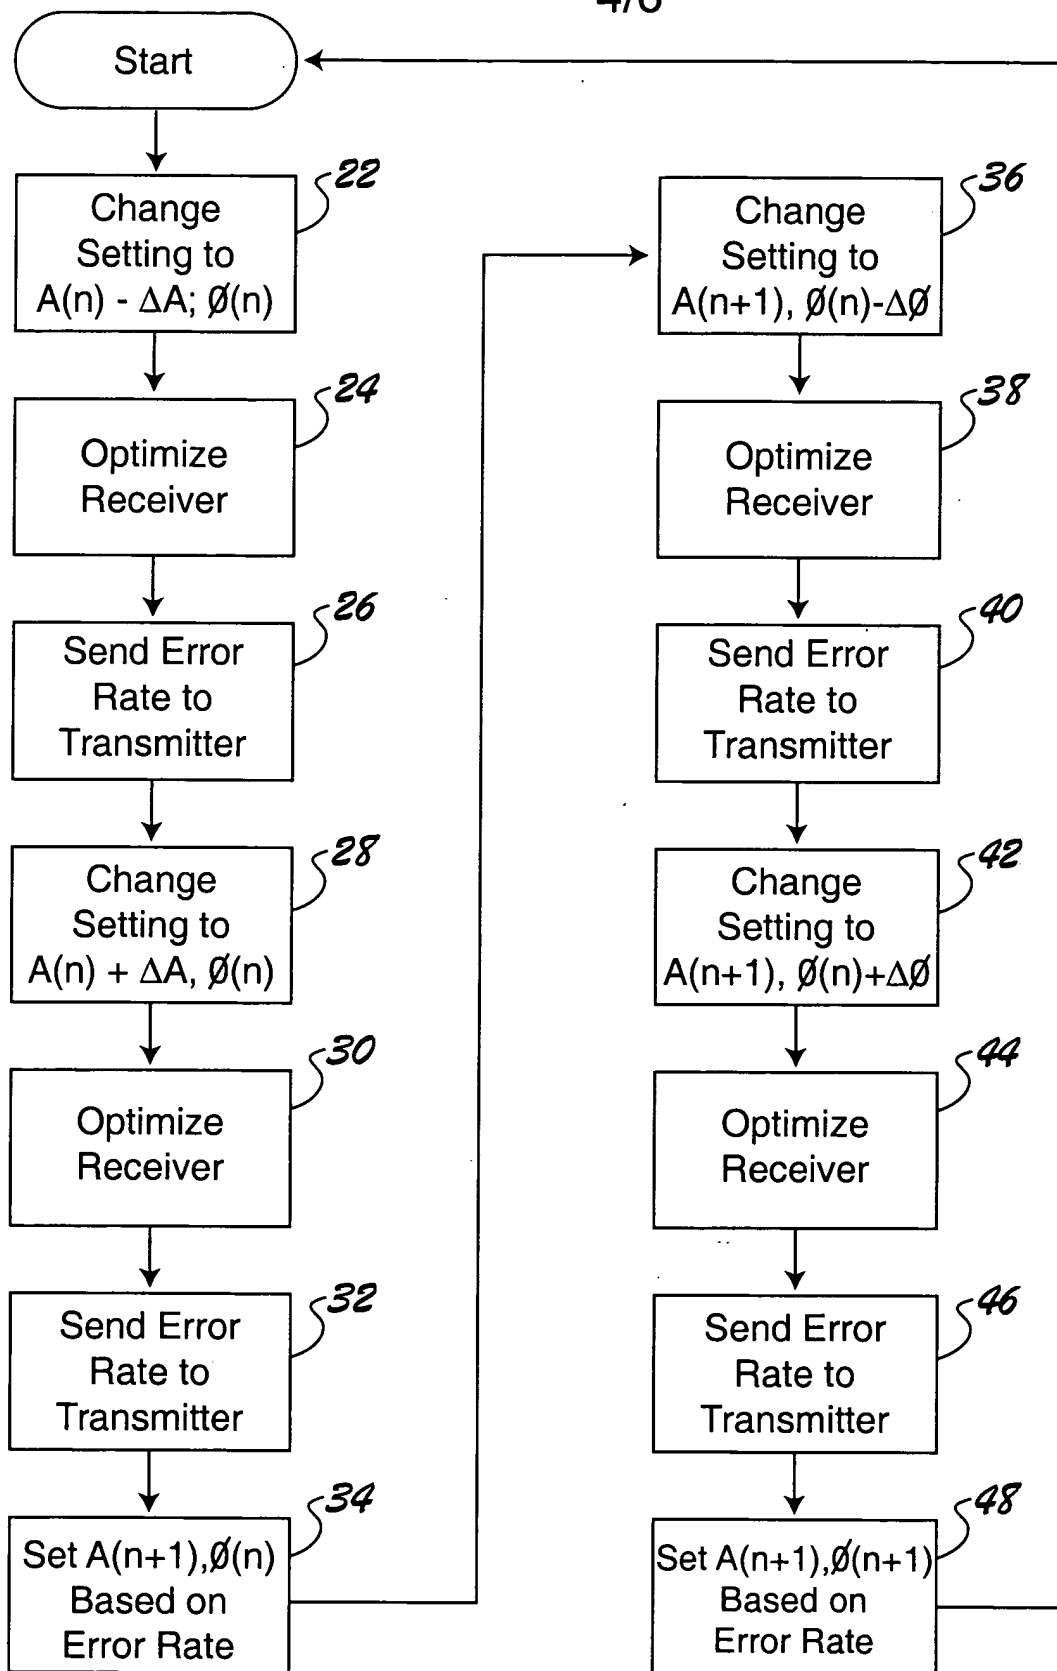 4/6
Start
22
Change
Setting to
A(n) - ΔA; Ø(n)
24
Optimize
Receiver
26
Send Error
Rate to
Transmitter
28
Change
Setting to
A(n) + ΔA, Ø(n)
30
Optimize
Receiver
32
Send Error
Rate to
Transmitter
34
Set A(n+1),Ø(n)
Based on
Error Rate
36
Change
Setting to
A(n+1), Ø(n)-ΔØ
38
Optimize
Receiver
40
Send Error
Rate to
Transmitter
42
Change
Setting to
A(n+1), Ø(n)+ΔØ
44
Optimize
Receiver
46
Send Error
Rate to
Transmitter
48
Set A(n+1),Ø(n+1)
Based on
Error Rate